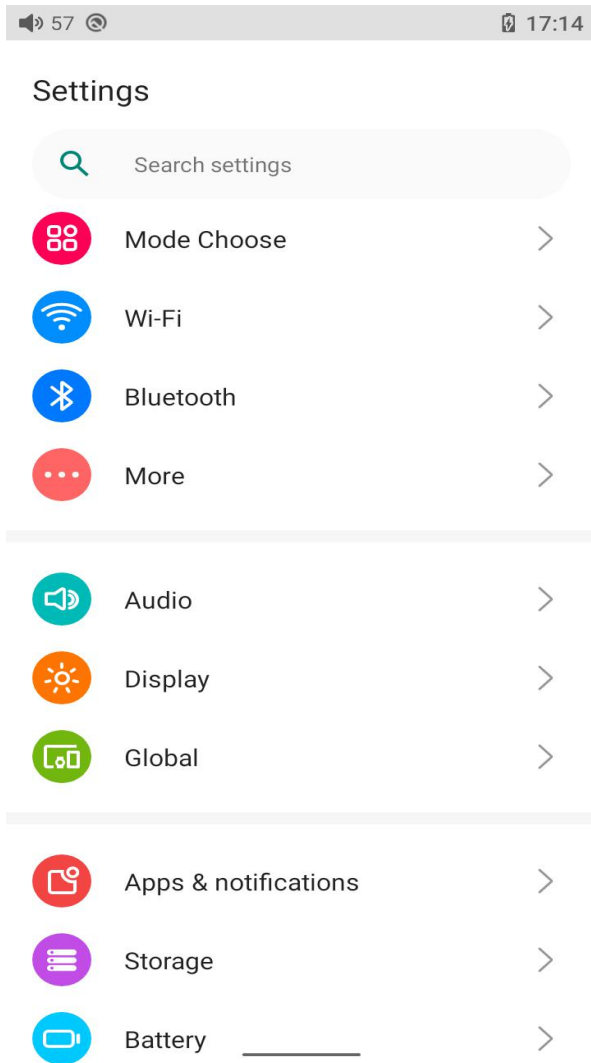 57 17:14
Settings
Search settings
Mode Choose
Wi-Fi
Bluetooth
More
Audio
Display
Global
Apps & notifications
Storage
Battery